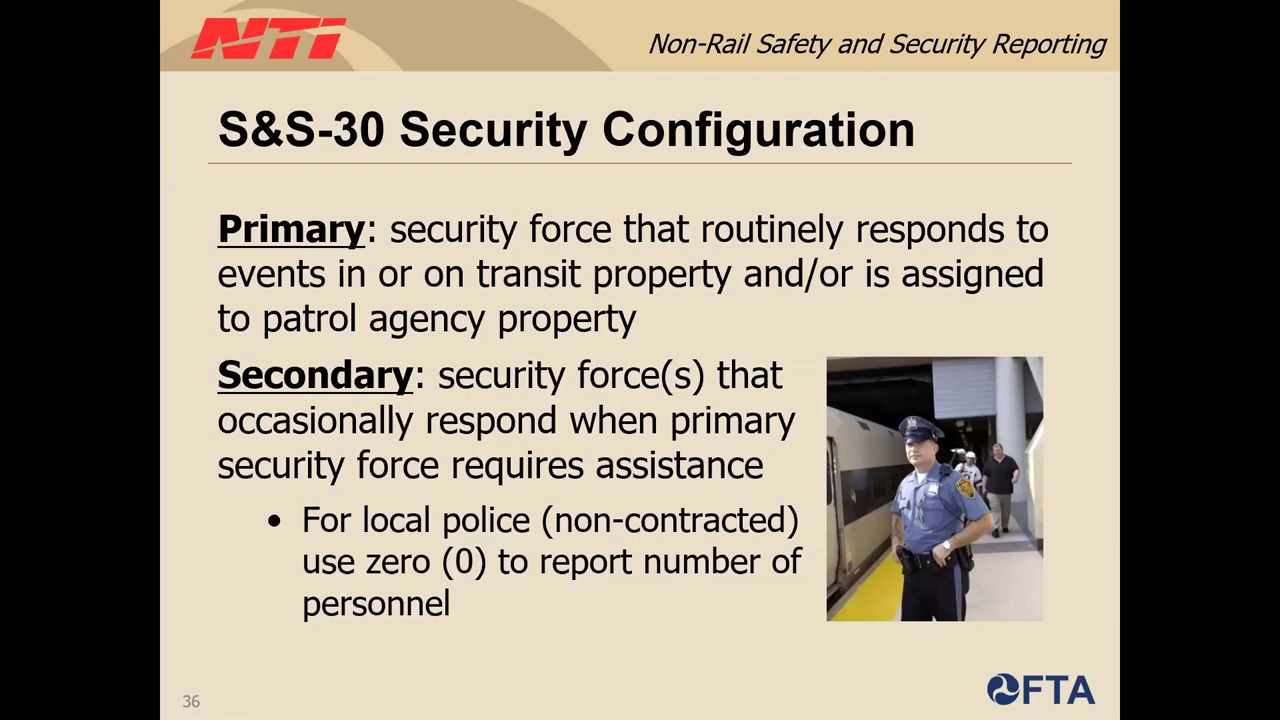 NTI
Non-Rail Safety and Security Reporting
S&S-30 Security Configuration
Primary: security force that routinely responds to
events in or on transit property and/or is assigned
to patrol agency property
Secondary: security force(s) that
occasionally respond when primary
security force requires assistance
• For local police (non-contracted)
use zero (0) to report number of
personnel
36
FTA